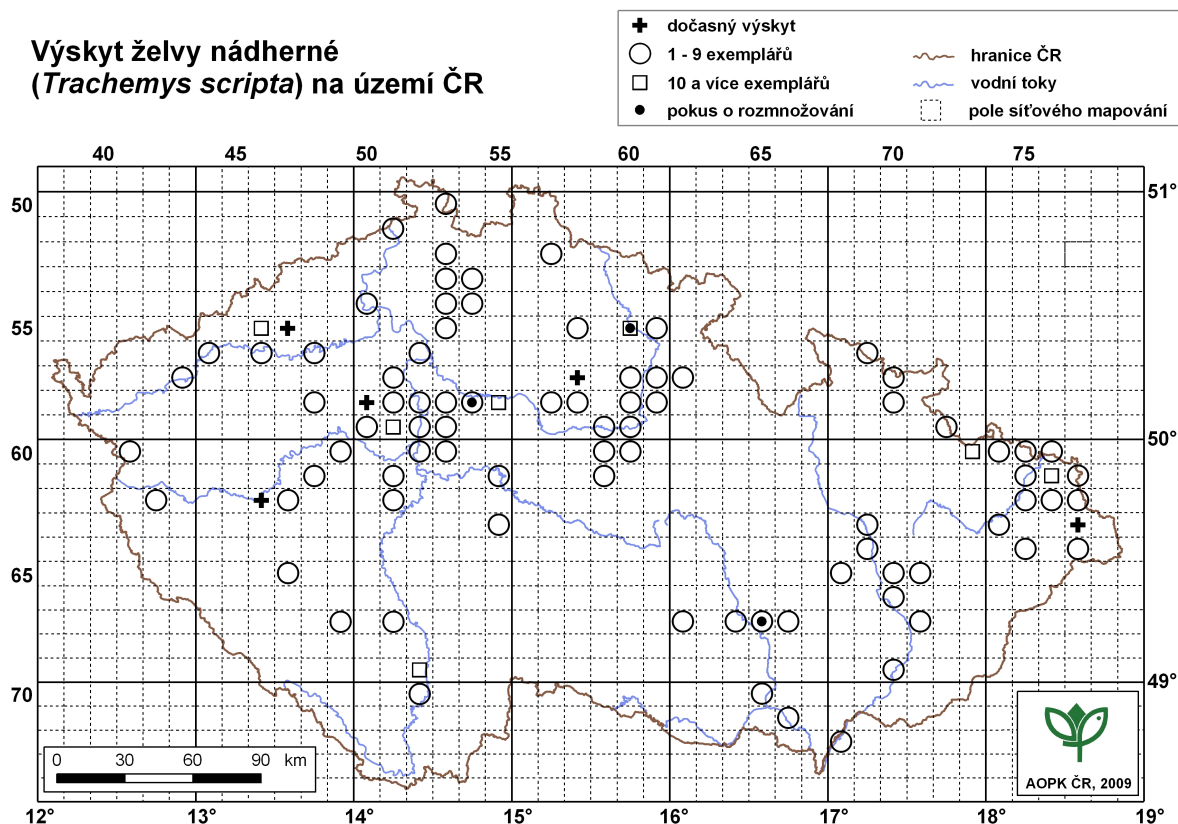 Výskyt želvy nádherné
(Trachemys scripta) na území ČR
dočasný výskyt
1 - 9 exemplářů
10 a více exemplářů
pokus o rozmnožování
hranice ČR
vodní toky
pole síťového mapování
40 45 50 55 60 65 70 75
50 51°
55
60 50°
65
70 49°
0 30 60 90 km
AOPK ČR, 2009
12° 13° 14° 15° 16° 17° 18° 19°